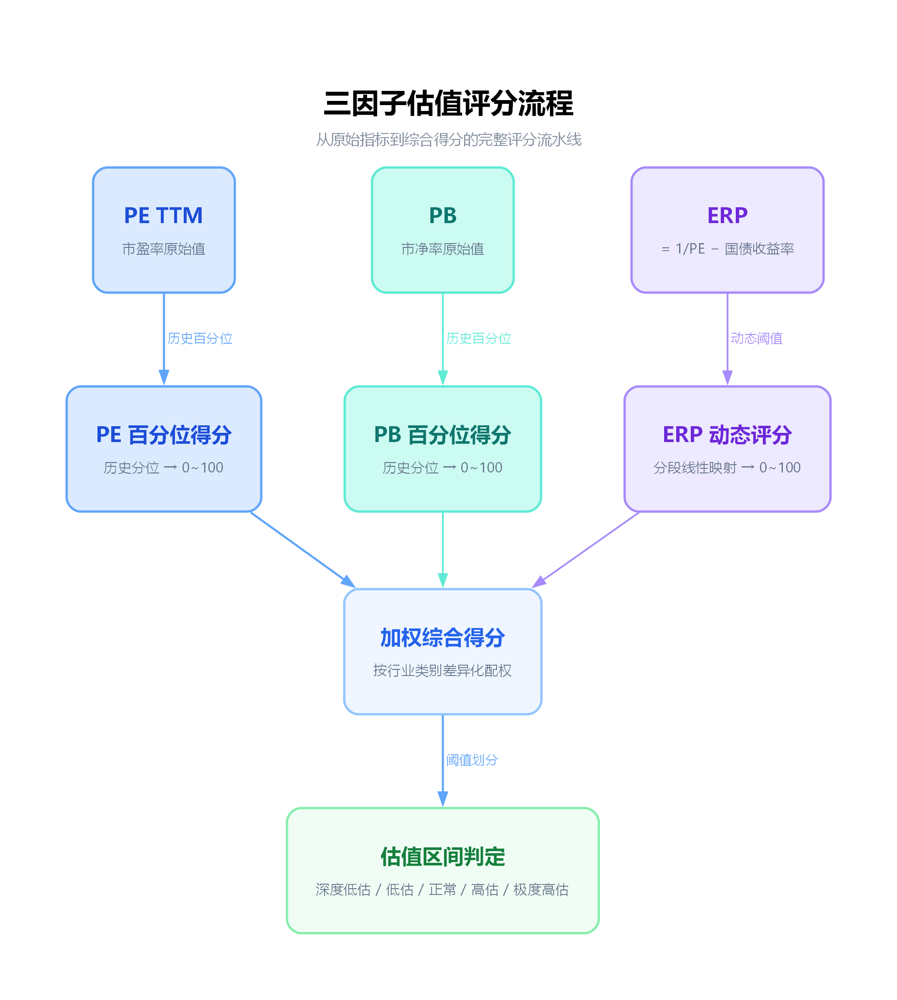 三因子估值评分流程
从原始指标到综合得分的完整评分流水线
PE TTM
市盈率原始值
PB
市净率原始值
ERP
= 1/PE − 国债收益率
历史百分位
历史百分位
动态阈值
PE 百分位得分
历史分位 → 0~100
PB 百分位得分
历史分位 → 0~100
ERP 动态评分
分段线性映射 → 0~100
加权综合得分
按行业类别差异化配权
阈值划分
估值区间判定
深度低估 / 低估 / 正常 / 高估 / 极度高估